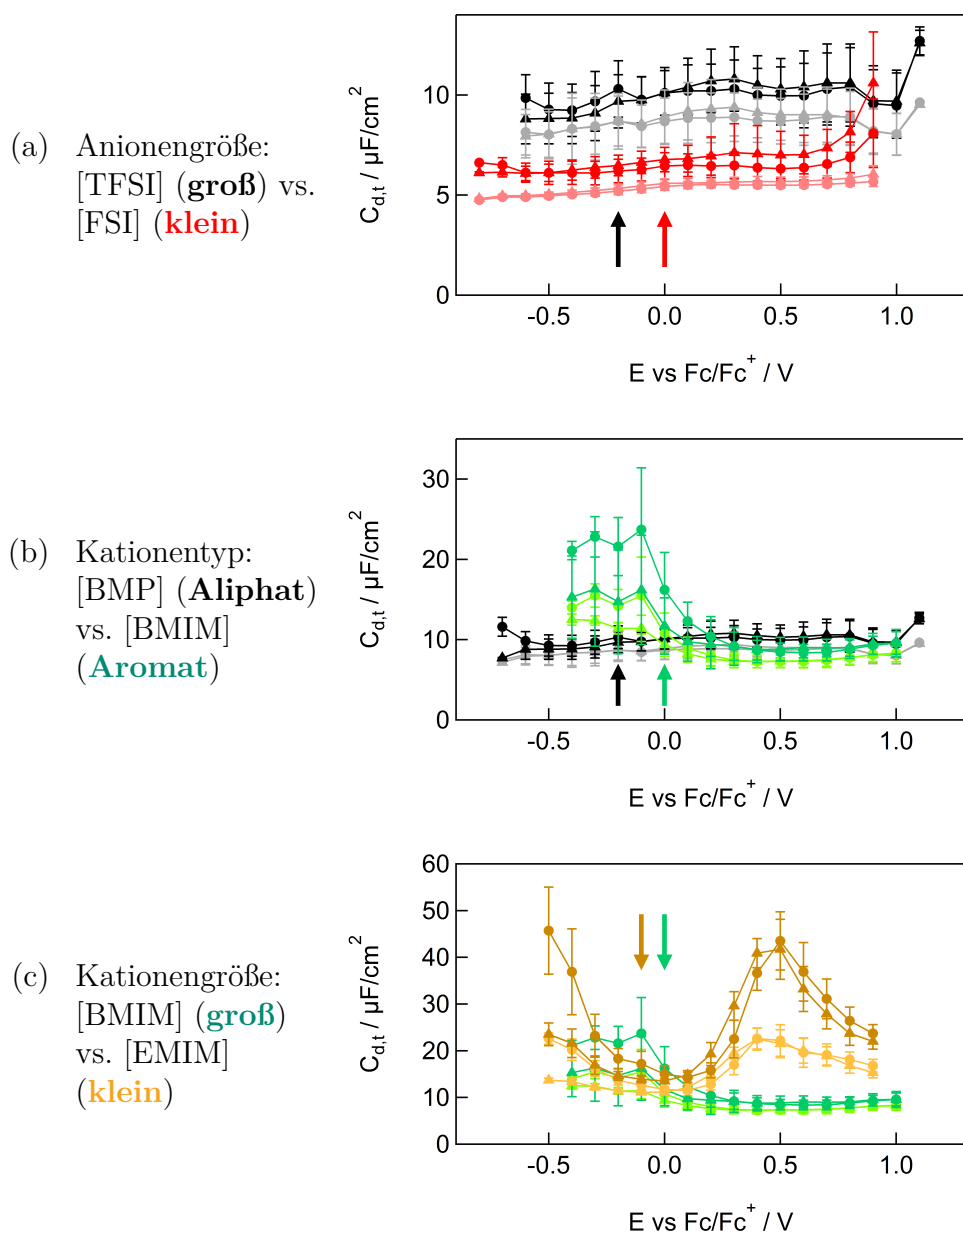 (a) Anionengröße:
[TFSI] (groß) vs.
[FSI] (klein)
C_d,t / µF/cm²
10
5
0
-0.5 0.0 0.5 1.0
E vs Fc/Fc⁺ / V
(b) Kationentyp:
[BMP] (Aliphat)
vs. [BMIM]
(Aromat)
C_d,t / µF/cm²
30
20
10
0
-0.5 0.0 0.5 1.0
E vs Fc/Fc⁺ / V
(c) Kationengröße:
[BMIM] (groß)
vs. [EMIM]
(klein)
C_d,t / µF/cm²
60
50
40
30
20
10
0
-0.5 0.0 0.5 1.0
E vs Fc/Fc⁺ / V